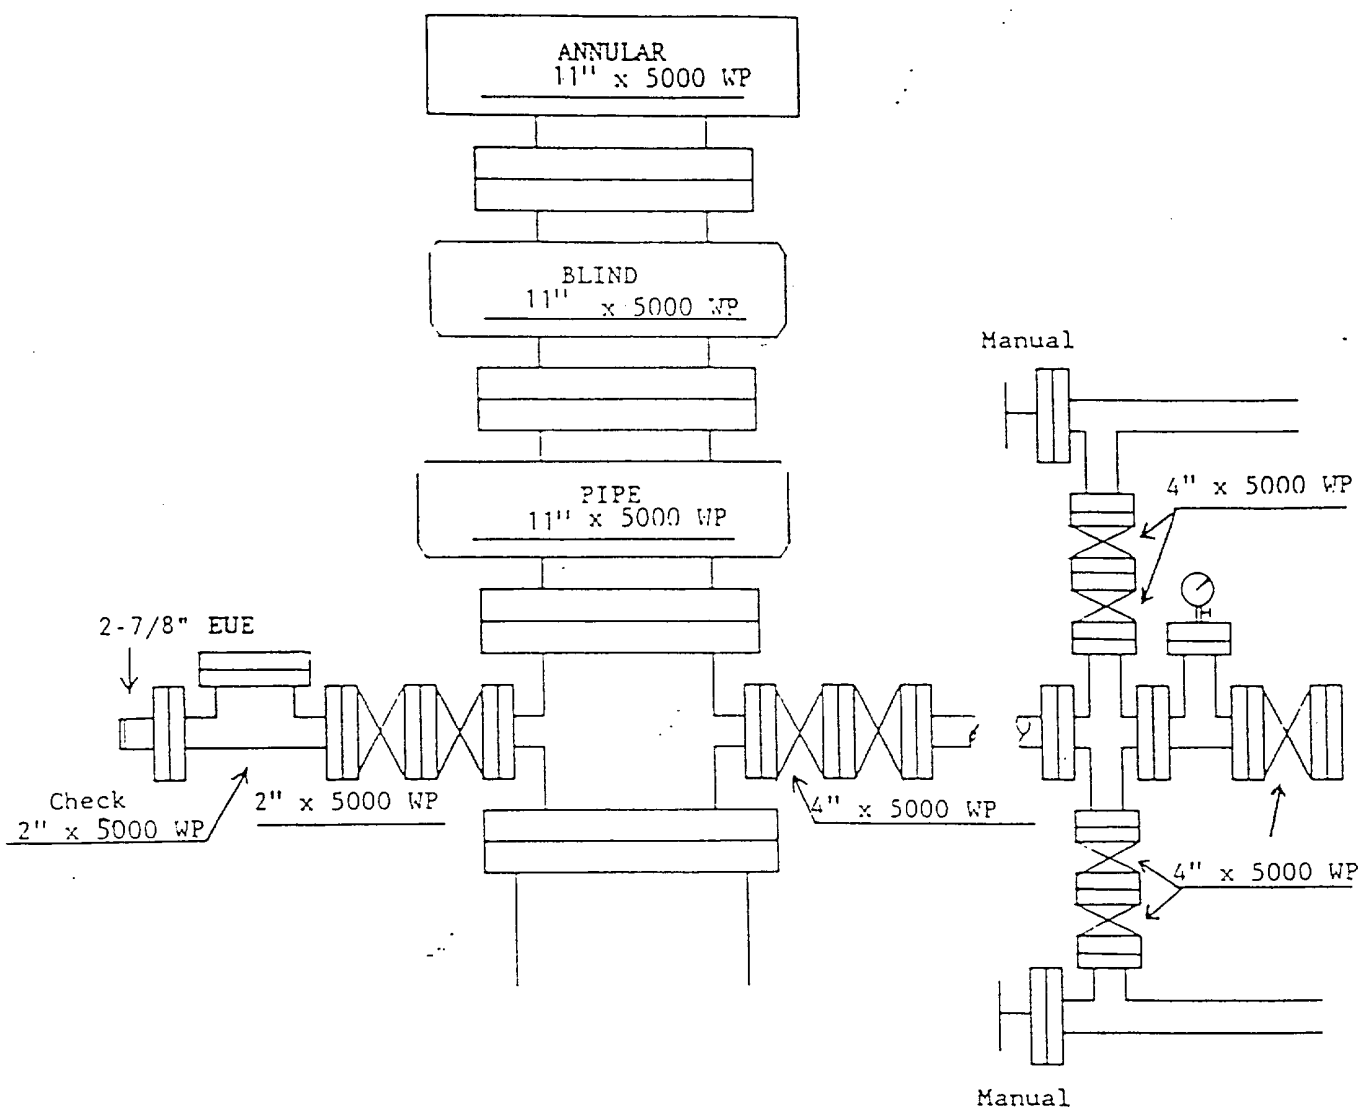 ANNULAR
11" x 5000 WP
BLIND
11" x 5000 WP
Manual
PIPE
11" x 5000 WP
4" x 5000 WP
2-7/8" EUE
Check
2" x 5000 WP
2" x 5000 WP
4" x 5000 WP
4" x 5000 WP
Manual